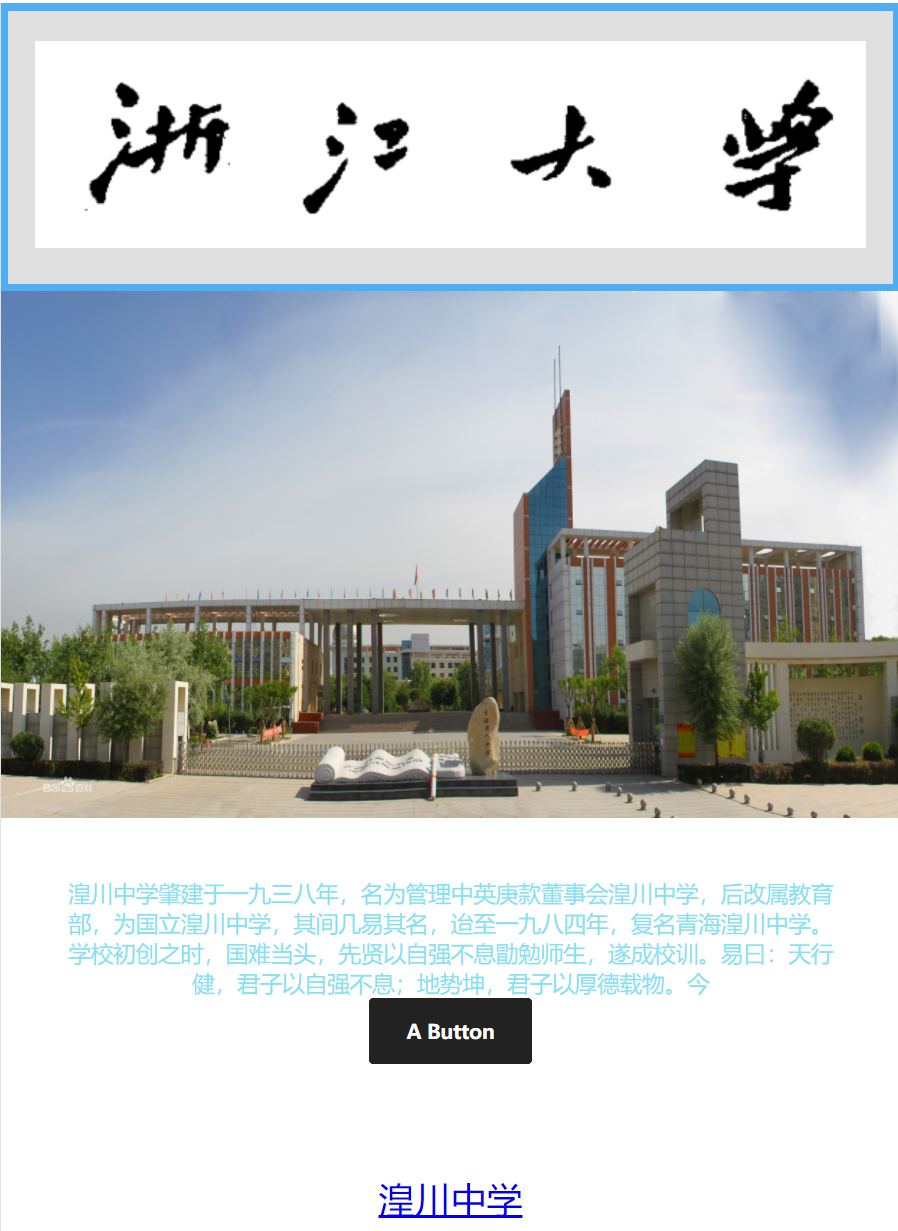 浙江大学
Bai百科
湟川中学肇建于一九三八年，名为管理中英庚款董事会湟川中学，后改属教育
部，为国立湟川中学，其间几易其名，迨至一九八四年，复名青海湟川中学。
学校初创之时，国难当头，先贤以自强不息勖勉师生，遂成校训。易曰：天行
健，君子以自强不息；地势坤，君子以厚德载物。今
A Button
湟川中学